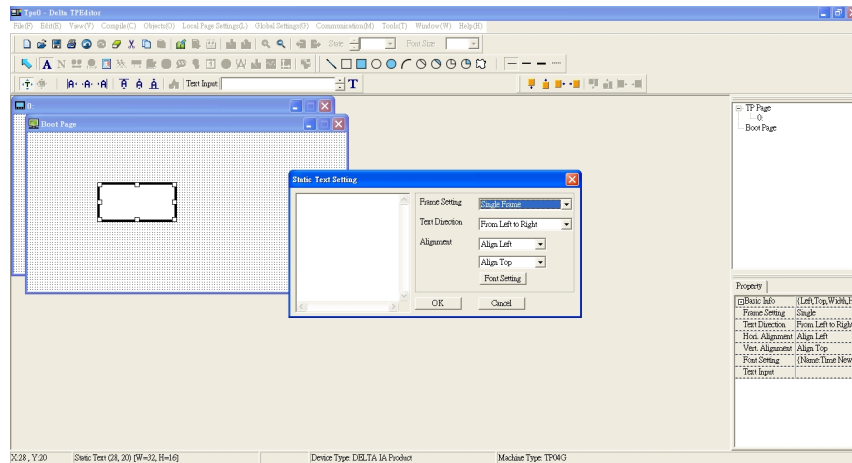 Tpe0 - Delta TPEditor
File(F) Edit(E) View(V) Compile(C) Objects(O) Local Page Settings(L) Global Settings(G) Communication(M) Tools(T) Window(W) Help(H)
Size Font Size
Text Input
0:
Boot Page
TP Page
0:
Boot Page
Static Text Setting
Frame Setting Single Frame
Text Direction From Left to Right
Alignment Align Left
Align Top
Font Setting
OK Cancel
Property
Basic Info {Left,Top,Width,H
Frame Setting Single
Text Direction From Left to Righ
Hori. Alignment Align Left
Vert. Alignment Align Top
Font Setting {Name:Time New
Text Input
X:28 , Y:20 Static Text (28, 20) [W=32, H=16] Device Type: DELTA IA Product Machine Type: TP04G